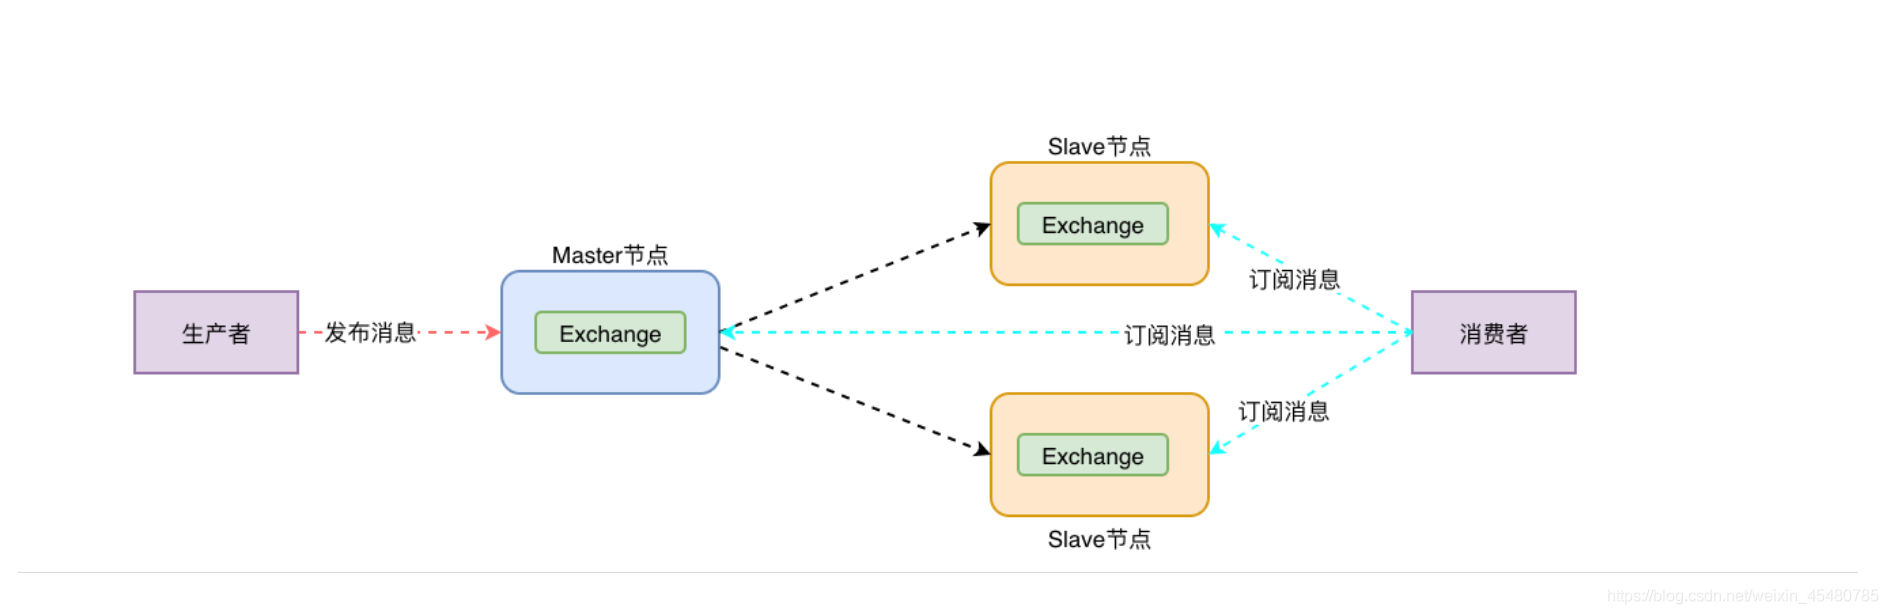 Slave节点
Exchange
Master节点
订阅消息
生产者
发布消息
Exchange
订阅消息
消费者
订阅消息
Exchange
Slave节点
https://blog.csdn.net/weixin_45480785